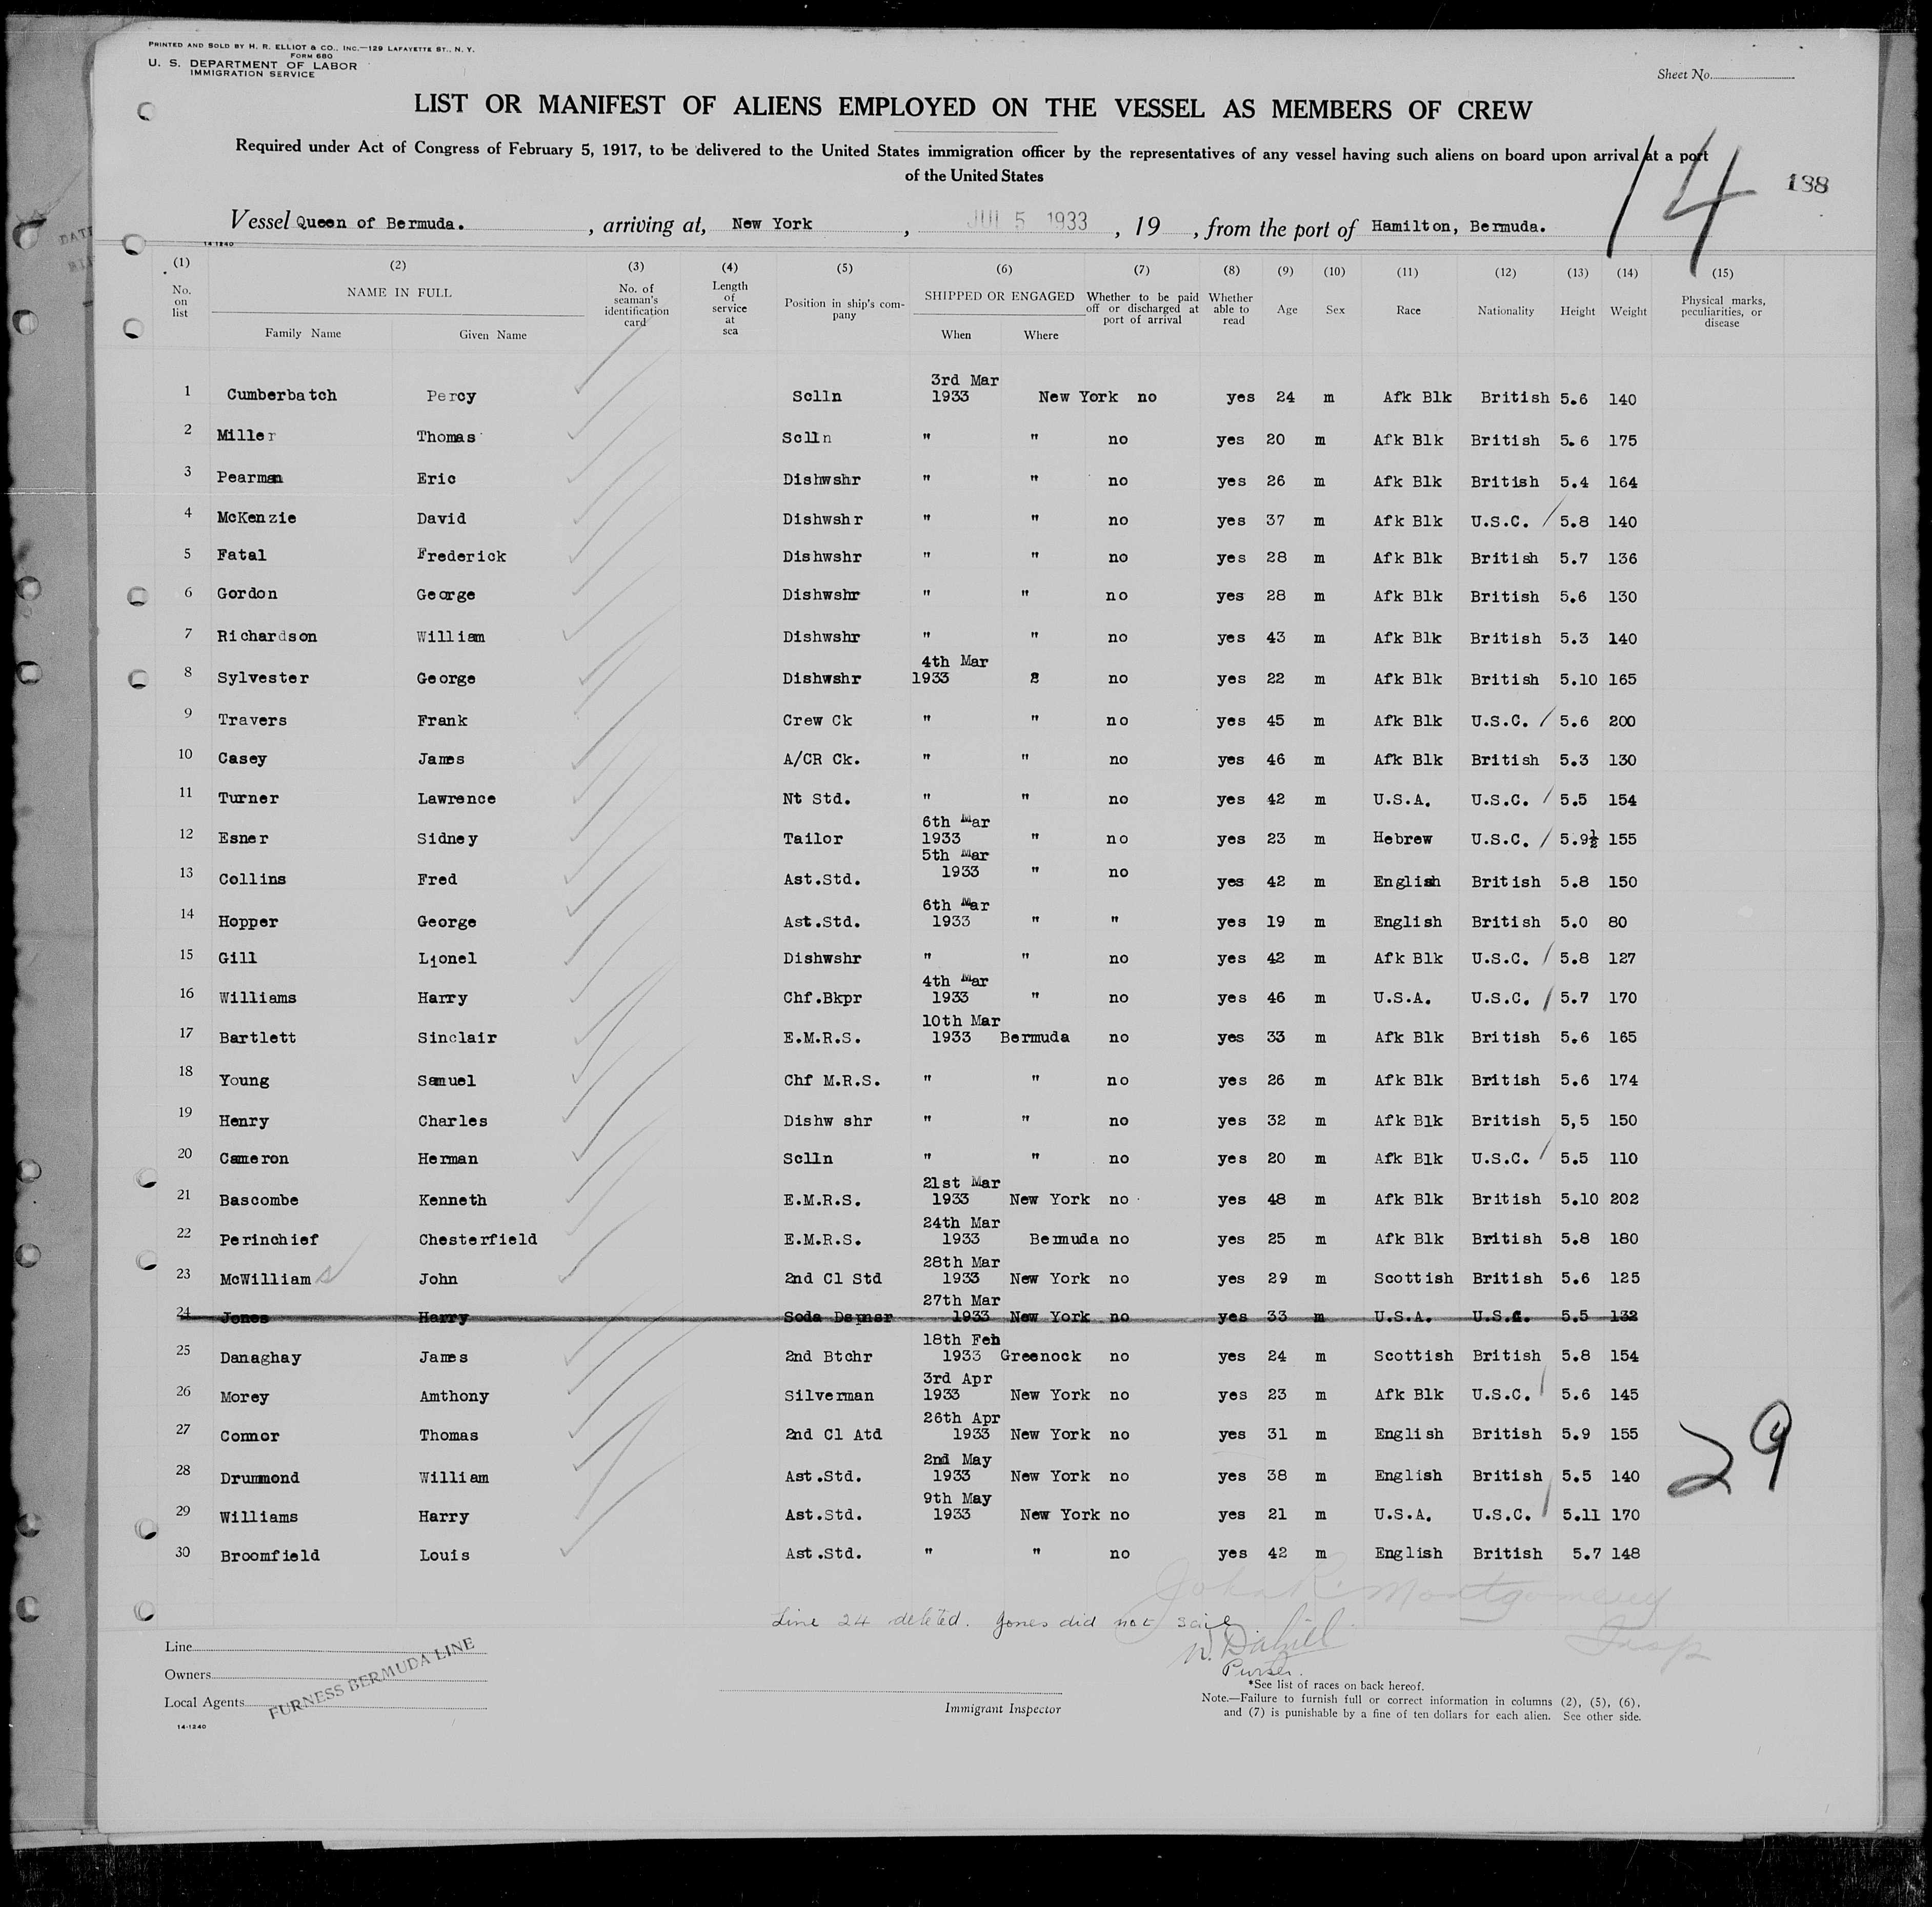 PRINTED AND SOLD BY H. R. ELLIOT & CO., INC.—129 LAFAYETTE ST., N. Y.
FORM 680
U. S. DEPARTMENT OF LABOR
IMMIGRATION SERVICE
Sheet No.
LIST OR MANIFEST OF ALIENS EMPLOYED ON THE VESSEL AS MEMBERS OF CREW
Required under Act of Congress of February 5, 1917, to be delivered to the United States immigration officer by the representatives of any vessel having such aliens on board upon arrival at a port
of the United States
14
138
Vessel Queen of Bermuda. , arriving at, New York , JUL 5 1933 , 19 , from the port of Hamilton, Bermuda.
14 1240
(1) (2) (3) (4) (5) (6) (7) (8) (9) (10) (11) (12) (13) (14) (15)
No. on list NAME IN FULL No. of seaman's identification card Length of service at sea Position in ship's company SHIPPED OR ENGAGED Whether to be paid off or discharged at port of arrival Whether able to read Age Sex Race Nationality Height Weight Physical marks, peculiarities, or disease
Family Name Given Name When Where
1 Cumberbatch Percy Sclln 3rd Mar 1933 New York no yes 24 m Afk Blk British 5.6 140
2 Miller Thomas Sclln " " no yes 20 m Afk Blk British 5.6 175
3 Pearman Eric Dishwshr " " no yes 26 m Afk Blk British 5.4 164
4 McKenzie David Dishwshr " " no yes 37 m Afk Blk U.S.C. 5.8 140
5 Fatal Frederick Dishwshr " " no yes 28 m Afk Blk British 5.7 136
6 Gordon George Dishwshr " " no yes 28 m Afk Blk British 5.6 130
7 Richardson William Dishwshr " " no yes 43 m Afk Blk British 5.3 140
8 Sylvester George Dishwshr 4th Mar 1933 no yes 22 m Afk Blk British 5.10 165
9 Travers Frank Crew Ck " " no yes 45 m Afk Blk U.S.C. 5.6 200
10 Casey James A/CR Ck. " " no yes 46 m Afk Blk British 5.3 130
11 Turner Lawrence Nt Std. " " no yes 42 m U.S.A. U.S.C. 5.5 154
12 Esner Sidney Tailor 6th Mar 1933 " no yes 23 m Hebrew U.S.C. 5.9½ 155
13 Collins Fred Ast.Std. 5th Mar 1933 " no yes 42 m English British 5.8 150
14 Hopper George Ast.Std. 6th Mar 1933 " " yes 19 m English British 5.0 80
15 Gill Lionel Dishwshr " " no yes 42 m Afk Blk U.S.C. 5.8 127
16 Williams Harry Chf.Bkpr 4th Mar 1933 " no yes 46 m U.S.A. U.S.C. 5.7 170
17 Bartlett Sinclair E.M.R.S. 10th Mar 1933 Bermuda no yes 33 m Afk Blk British 5.6 165
18 Young Samuel Chf M.R.S. " " no yes 26 m Afk Blk British 5.6 174
19 Henry Charles Dishw shr " " no yes 32 m Afk Blk British 5,5 150
20 Cameron Herman Sclln " " no yes 20 m Afk Blk U.S.C. 5.5 110
21 Bascombe Kenneth E.M.R.S. 21st Mar 1933 New York no yes 48 m Afk Blk British 5.10 202
22 Perinchief Chesterfield E.M.R.S. 24th Mar 1933 Bermuda no yes 25 m Afk Blk British 5.8 180
23 McWilliams John 2nd Cl Std 28th Mar 1933 New York no yes 29 m Scottish British 5.6 125
24 Jones Harry Soda Dspnsr 27th Mar 1933 New York no yes 33 m U.S.A. U.S.C. 5.5 132
25 Danaghay James 2nd Btchr 18th Feb 1933 Greenock no yes 24 m Scottish British 5.8 154
26 Morey Amthony Silverman 3rd Apr 1933 New York no yes 23 m Afk Blk U.S.C. 5.6 145
27 Connor Thomas 2nd Cl Atd 26th Apr 1933 New York no yes 31 m English British 5.9 155
28 Drummond William Ast.Std. 2nd May 1933 New York no yes 38 m English British 5.5 140
29 Williams Harry Ast.Std. 9th May 1933 New York no yes 21 m U.S.A. U.S.C. 5.11 170
30 Broomfield Louis Ast.Std. " " no yes 42 m English British 5.7 148
29
John R. Montgomery
Insp
Line 24 deleted. Jones did not sail
Purser.
Line
Owners
Local Agents
FURNESS BERMUDA LINE
14-1240
Immigrant Inspector
*See list of races on back hereof.
Note.—Failure to furnish full or correct information in columns (2), (5), (6),
and (7) is punishable by a fine of ten dollars for each alien. See other side.